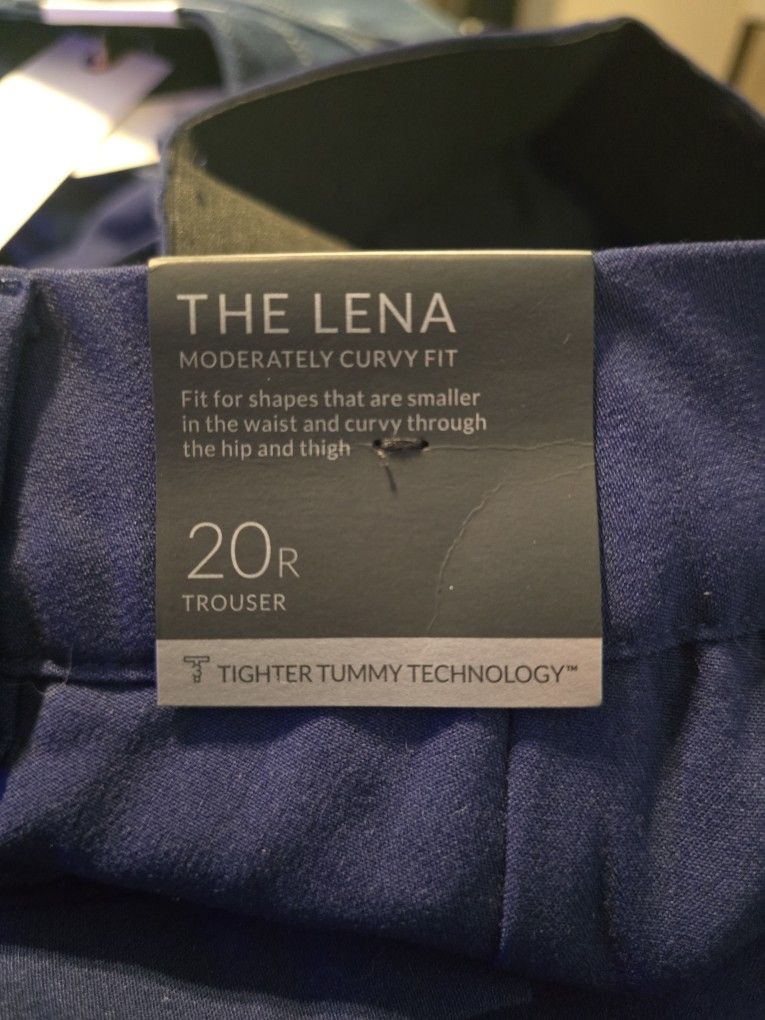 THE LENA
MODERATELY CURVY FIT
Fit for shapes that are smaller
in the waist and curvy through
the hip and thigh
20R
TROUSER
TIGHTER TUMMY TECHNOLOGY™